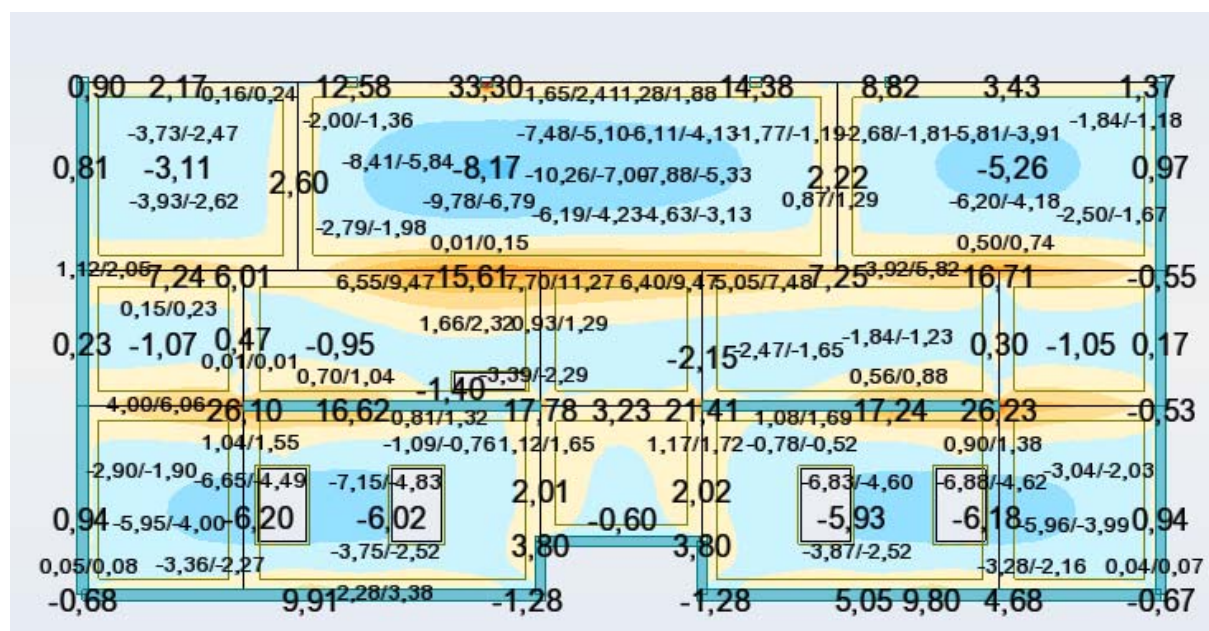 0,90 2,17 0,16/0,24 12,58 33,30 1,65/2,41 1,28/1,88 14,38 8,82 3,43 1,37
-3,73/-2,47 -2,00/-1,36 -7,48/-5,10 -6,11/-4,13 -1,77/-1,19 -2,68/-1,81 -5,81/-3,91 -1,84/-1,18
0,81 -3,11 2,60 -8,41/-5,84 -8,17 -10,26/-7,00 -7,88/-5,33 2,22 -5,26 0,97
-3,93/-2,62 -2,79/-1,98 -9,78/-6,79 -6,19/-4,23 -4,63/-3,13 0,87/1,29 -6,20/-4,18 -2,50/-1,67
0,01/0,15 0,50/0,74
1,12/2,05 7,24 6,01 6,55/9,47 15,61 7,70/11,27 6,40/9,47 5,05/7,48 7,25 3,92/5,82 16,71 -0,55
0,15/0,23 1,66/2,32 0,93/1,29 -1,84/-1,23
0,23 -1,07 0,47 -0,95 -2,15 -2,47/-1,65 0,30 -1,05 0,17
0,01/0,01 0,70/1,04 -1,40 -3,39/-2,29 0,56/0,88
4,00/6,06 26,10 16,62 0,81/1,32 17,78 3,23 21,41 1,08/1,69 17,24 26,23 -0,53
1,04/1,55 -1,09/-0,76 1,12/1,65 1,17/1,72 -0,78/-0,52 0,90/1,38
-2,90/-1,90 -6,65/-4,49 -7,15/-4,83 2,01 2,02 -6,83/-4,60 -6,88/-4,62 -3,04/-2,03
0,94 -5,95/-4,00 -6,20 -6,02 -0,60 -5,93 -6,18 -5,96/-3,99 0,94
0,05/0,08 -3,36/-2,27 -3,75/-2,52 3,80 3,80 -3,87/-2,52 -3,28/-2,16 0,04/0,07
-0,68 9,91 2,28/3,38 -1,28 -1,28 5,05 9,80 4,68 -0,67